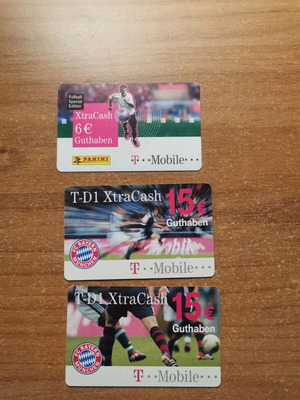 Fußball
Special
Edition
XtraCash
6€
Guthaben
PANINI
T··Mobile··
T-D1 XtraCash
15€
Guthaben
FC BAYERN
MÜNCHEN
Mobile
T··Mobile··
T-D1 XtraCash
15€
Guthaben
FC BAYERN
MÜNCHEN
T··Mobile··